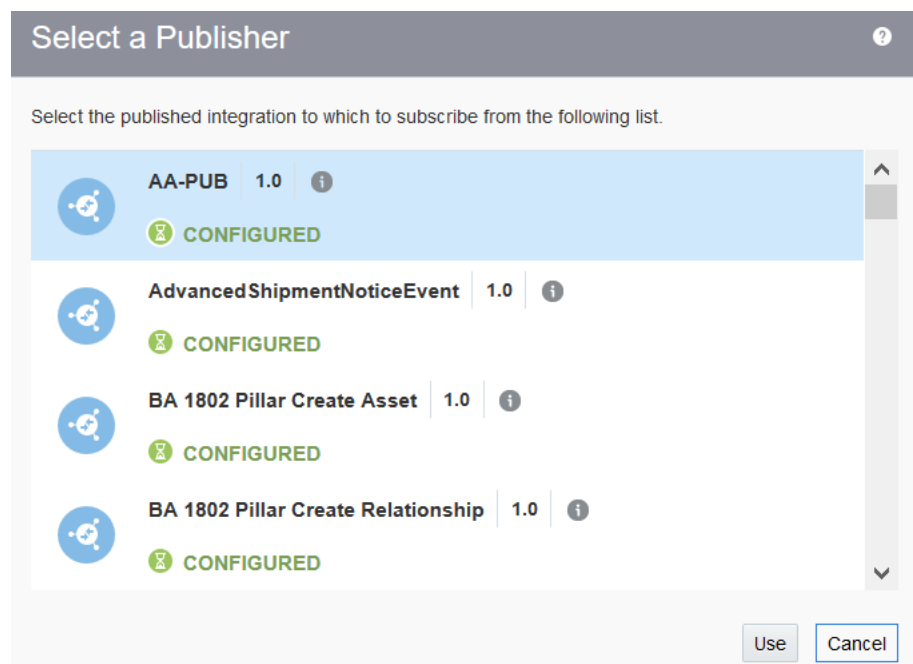 Select a Publisher
?
Select the published integration to which to subscribe from the following list.
AA-PUB 1.0 i
CONFIGURED
AdvancedShipmentNoticeEvent 1.0 i
CONFIGURED
BA 1802 Pillar Create Asset 1.0 i
CONFIGURED
BA 1802 Pillar Create Relationship 1.0 i
CONFIGURED
Use Cancel